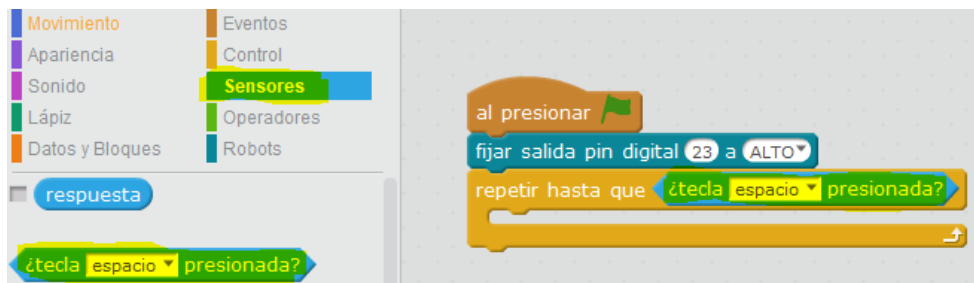 Movimiento
Eventos
Apariencia
Control
Sonido
Sensores
Lápiz
Operadores
Datos y Bloques
Robots
respuesta
¿tecla espacio presionada?
al presionar
fijar salida pin digital 23 a ALTO
repetir hasta que ¿tecla espacio presionada?